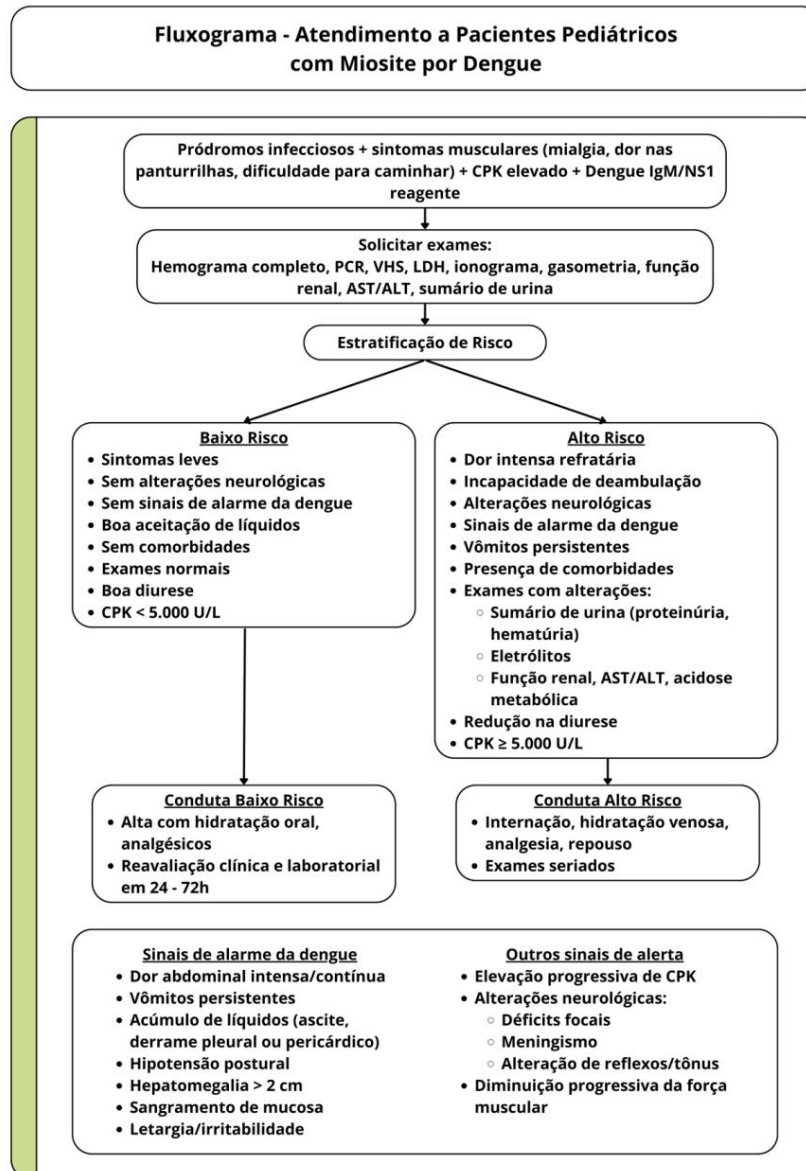 Fluxograma - Atendimento a Pacientes Pediátricos
com Miosite por Dengue
Pródromos infecciosos + sintomas musculares (mialgia, dor nas
panturrilhas, dificuldade para caminhar) + CPK elevado + Dengue IgM/NS1
reagente
Solicitar exames:
Hemograma completo, PCR, VHS, LDH, ionograma, gasometria, função
renal, AST/ALT, sumário de urina
Estratificação de Risco
Baixo Risco
• Sintomas leves
• Sem alterações neurológicas
• Sem sinais de alarme da dengue
• Boa aceitação de líquidos
• Sem comorbidades
• Exames normais
• Boa diurese
• CPK < 5.000 U/L
Alto Risco
• Dor intensa refratária
• Incapacidade de deambulação
• Alterações neurológicas
• Sinais de alarme da dengue
• Vômitos persistentes
• Presença de comorbidades
• Exames com alterações:
○ Sumário de urina (proteinúria,
hematúria)
○ Eletrólitos
○ Função renal, AST/ALT, acidose
metabólica
• Redução na diurese
• CPK ≥ 5.000 U/L
Conduta Baixo Risco
• Alta com hidratação oral,
analgésicos
• Reavaliação clínica e laboratorial
em 24 - 72h
Conduta Alto Risco
• Internação, hidratação venosa,
analgesia, repouso
• Exames seriados
Sinais de alarme da dengue
• Dor abdominal intensa/contínua
• Vômitos persistentes
• Acúmulo de líquidos (ascite,
derrame pleural ou pericárdico)
• Hipotensão postural
• Hepatomegalia > 2 cm
• Sangramento de mucosa
• Letargia/irritabilidade
Outros sinais de alerta
• Elevação progressiva de CPK
• Alterações neurológicas:
○ Déficits focais
○ Meningismo
○ Alteração de reflexos/tônus
• Diminuição progressiva da força
muscular